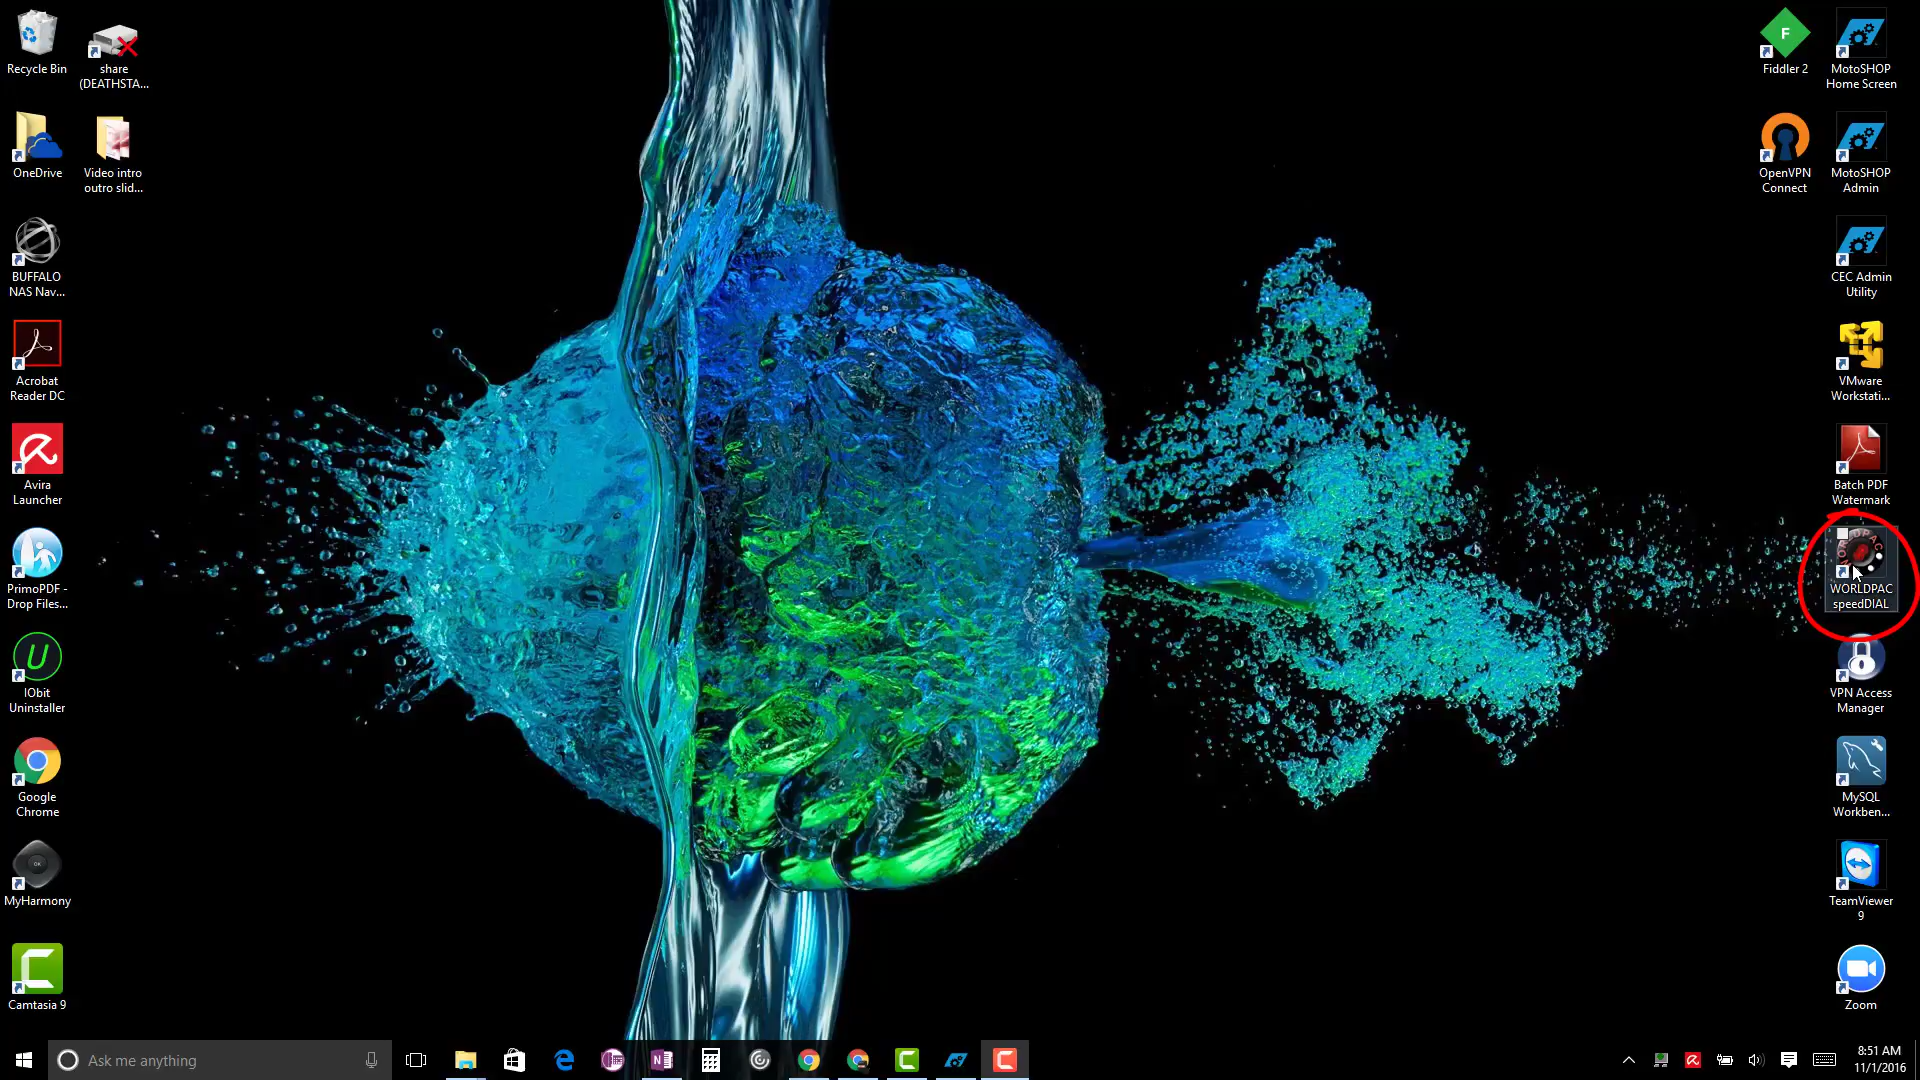 Recycle Bin
share
(DEATHSTA...
OneDrive
Video intro
outro slid...
BUFFALO
NAS Nav...
Acrobat
Reader DC
Avira
Launcher
PrimoPDF -
Drop Files...
U
IObit
Uninstaller
Google
Chrome
OK
MyHarmony
Camtasia 9
F
Fiddler 2
MotoSHOP
Home Screen
OpenVPN
Connect
MotoSHOP
Admin
CEC Admin
Utility
VMware
Workstati...
Batch PDF
Watermark
WORLDPAC
speedDIAL
VPN Access
Manager
MySQL
Workben...
TeamViewer
9
Zoom
Ask me anything
N
8:51 AM
11/1/2016